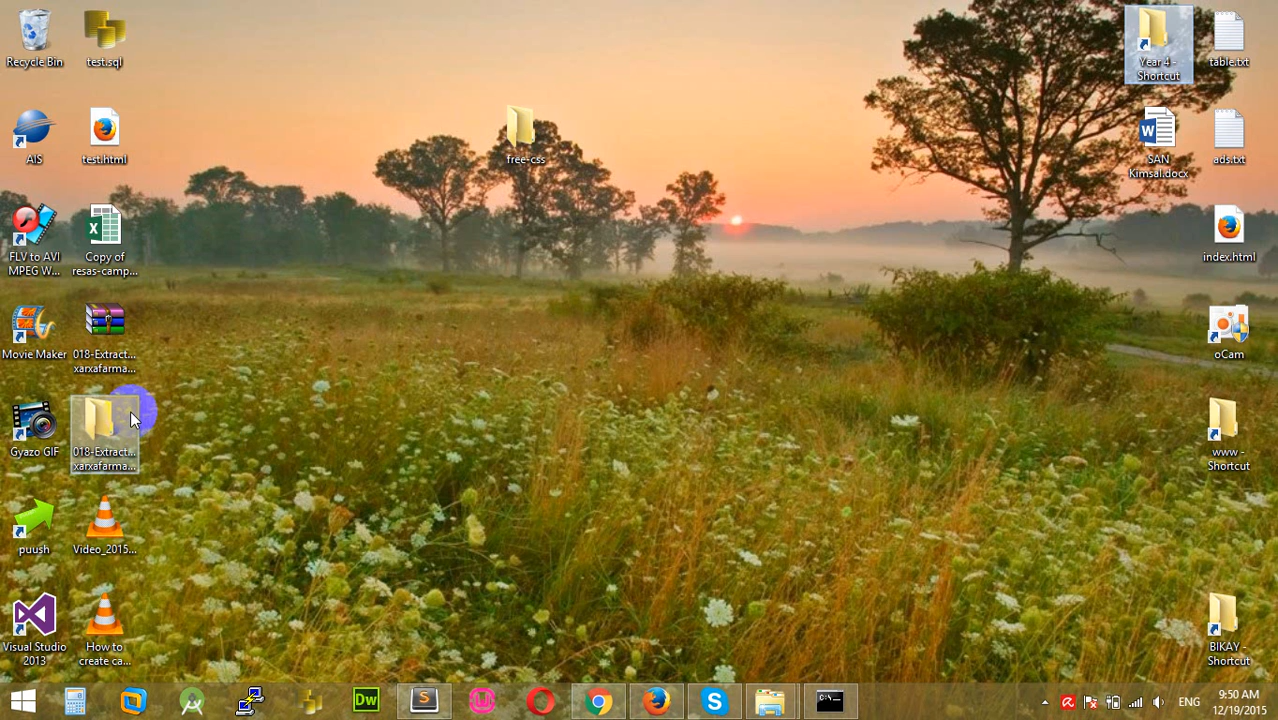 Recycle Bin
test.sql
AIS
test.html
FLV to AVI
MPEG W...
Copy of
resas-camp...
Movie Maker
018-Extract...
xarxafarma...
Gyazo GIF
018-Extract...
xarxafarma...
puush
Video_2015...
Visual Studio
2013
How to
create ca...
free-css
Year 4 -
Shortcut
table.txt
SAN
Kimsal.docx
ads.txt
index.html
oCam
www -
Shortcut
BIKAY -
Shortcut
Dw
S
C:\_
ENG
9:50 AM
12/19/2015